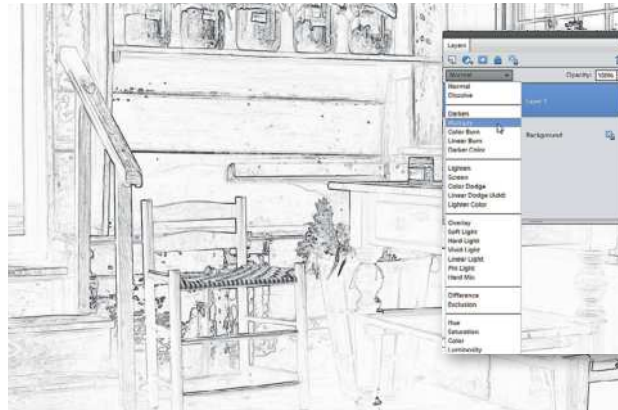 Layers
Normal
Opacity: 100%
Normal
Dissolve
Layer 1
Darken
Multiply
Color Burn
Background
Linear Burn
Darker Color
Lighten
Screen
Color Dodge
Linear Dodge (Add)
Lighter Color
Overlay
Soft Light
Hard Light
Vivid Light
Linear Light
Pin Light
Hard Mix
Difference
Exclusion
Hue
Saturation
Color
Luminosity